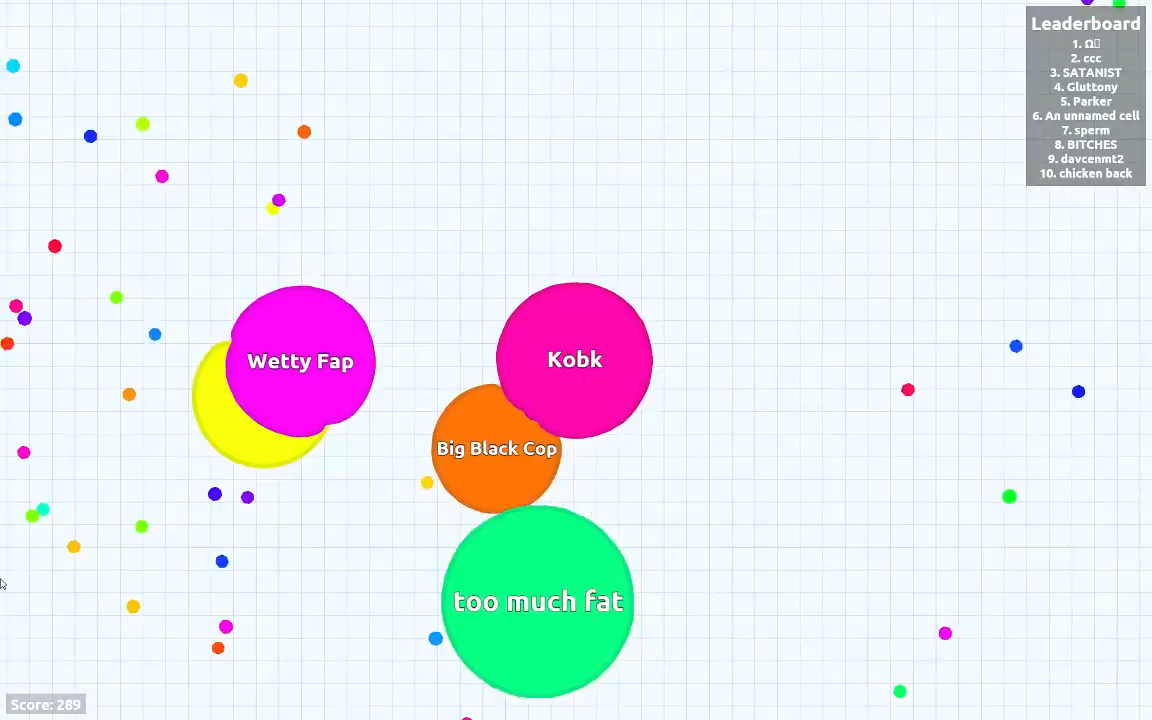 Leaderboard
1. Ω
2. ccc
3. SATANIST
4. Gluttony
5. Parker
6. An unnamed cell
7. sperm
8. BITCHES
9. davcenmt2
10. chicken back
Wetty Fap
Kobk
Big Black Cop
too much fat
Score: 289